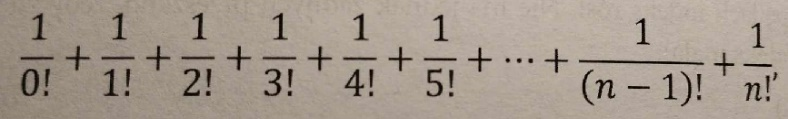 1/0! + 1/1! + 1/2! + 1/3! + 1/4! + 1/5! + ⋯ + 1/(n − 1)! + 1/n!,